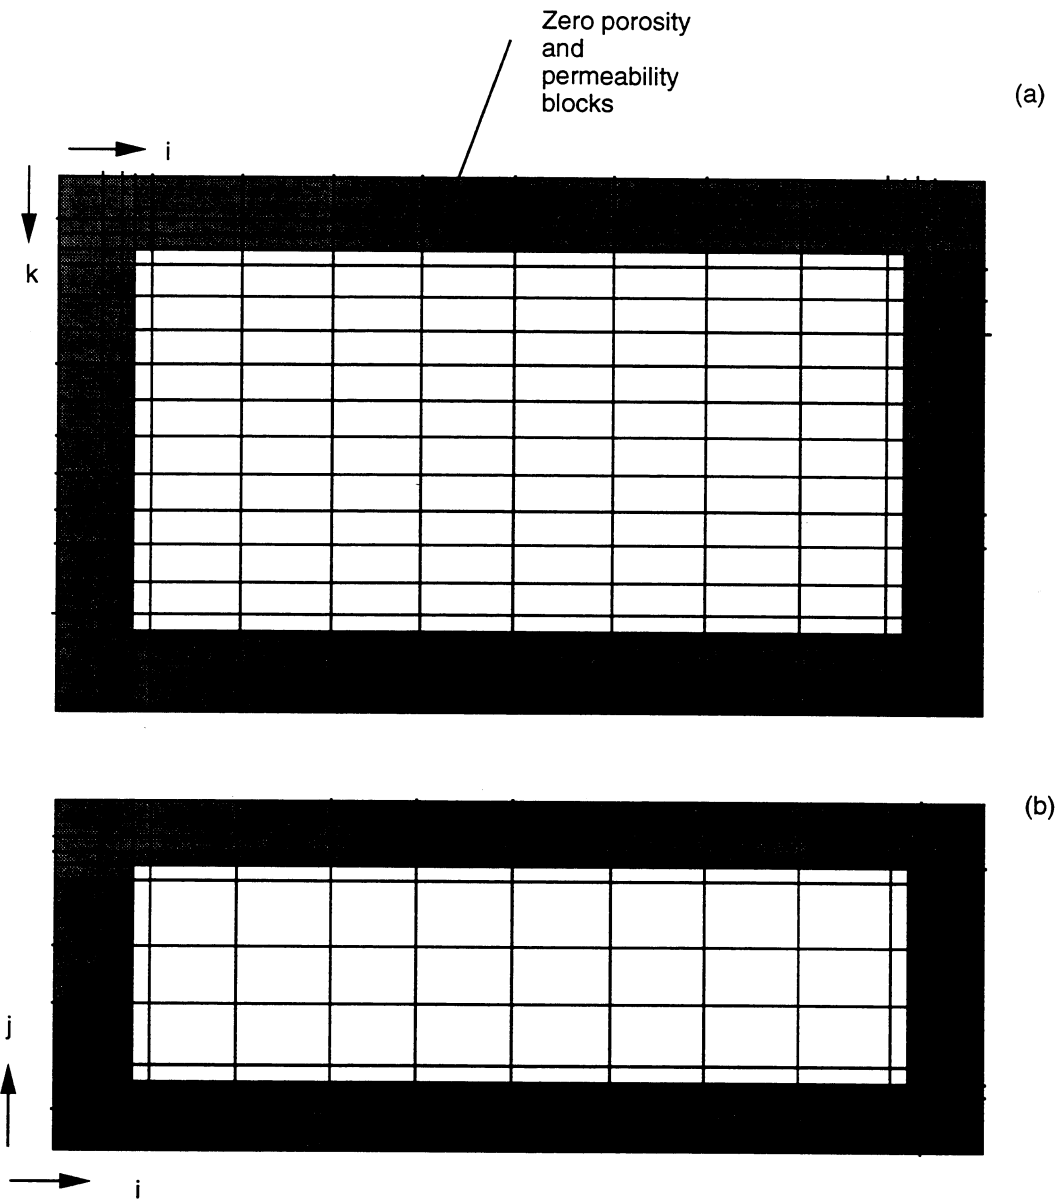 Zero porosity
and
permeability
blocks
(a)
i
k
(b)
j
i